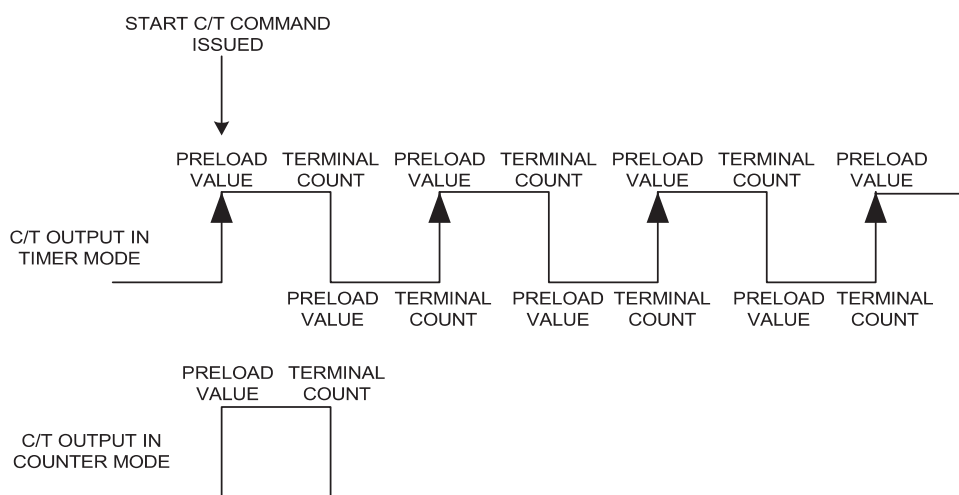 START C/T COMMAND
ISSUED
PRELOAD VALUE
TERMINAL COUNT
PRELOAD VALUE
TERMINAL COUNT
PRELOAD VALUE
TERMINAL COUNT
PRELOAD VALUE
C/T OUTPUT IN
TIMER MODE
PRELOAD VALUE
TERMINAL COUNT
PRELOAD VALUE
TERMINAL COUNT
PRELOAD VALUE
TERMINAL COUNT
PRELOAD VALUE
TERMINAL COUNT
C/T OUTPUT IN
COUNTER MODE